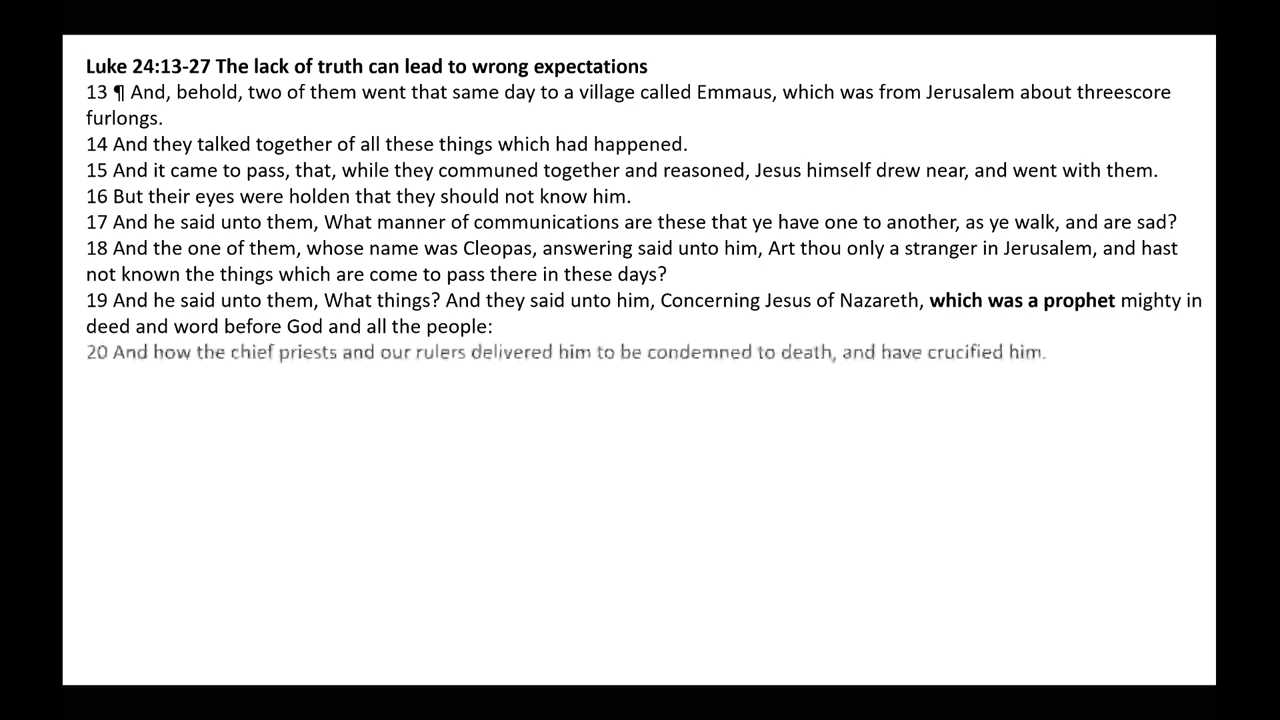 Luke 24:13-27 The lack of truth can lead to wrong expectations
13 ¶ And, behold, two of them went that same day to a village called Emmaus, which was from Jerusalem about threescore
furlongs.
14 And they talked together of all these things which had happened.
15 And it came to pass, that, while they communed together and reasoned, Jesus himself drew near, and went with them.
16 But their eyes were holden that they should not know him.
17 And he said unto them, What manner of communications are these that ye have one to another, as ye walk, and are sad?
18 And the one of them, whose name was Cleopas, answering said unto him, Art thou only a stranger in Jerusalem, and hast
not known the things which are come to pass there in these days?
19 And he said unto them, What things? And they said unto him, Concerning Jesus of Nazareth, which was a prophet mighty in
deed and word before God and all the people:
20 And how the chief priests and our rulers delivered him to be condemned to death, and have crucified him.